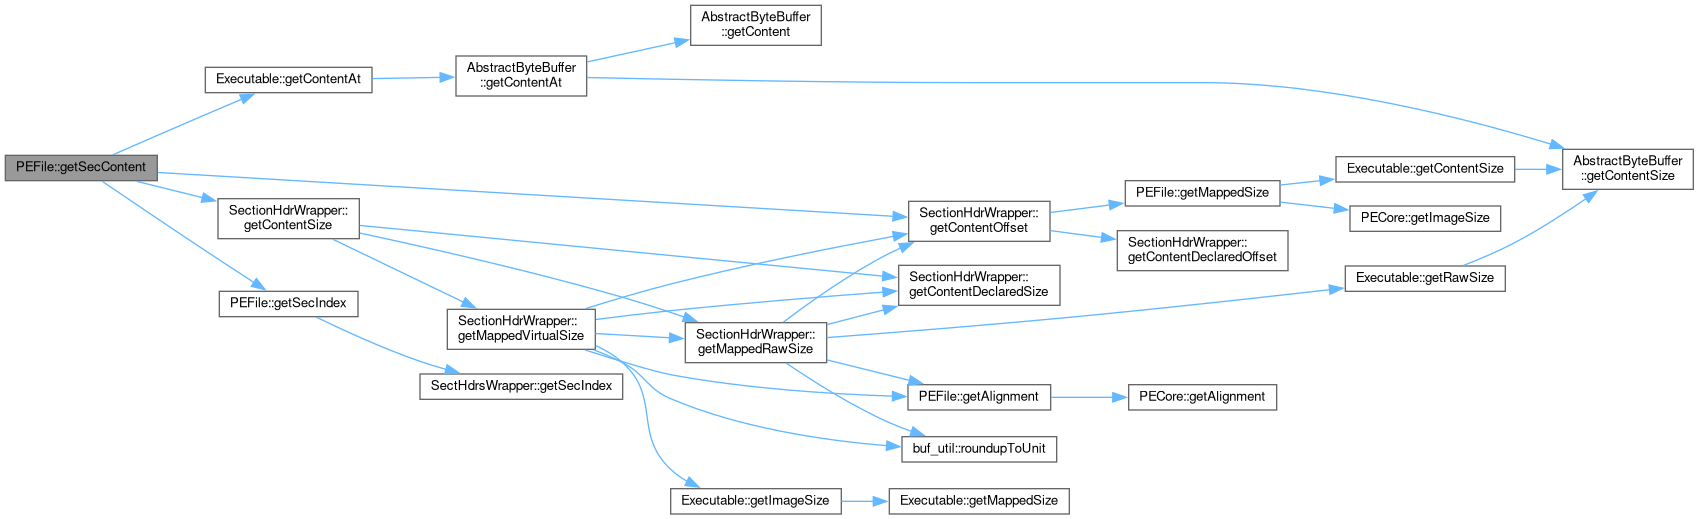 PEFile::getSecContent
Executable::getContentAt
AbstractByteBuffer
::getContentAt
AbstractByteBuffer
::getContent
AbstractByteBuffer
::getContentSize
SectionHdrWrapper::
getContentSize
PEFile::getSecIndex
SectHdrsWrapper::getSecIndex
SectionHdrWrapper::
getMappedVirtualSize
SectionHdrWrapper::
getMappedRawSize
SectionHdrWrapper::
getContentOffset
SectionHdrWrapper::
getContentDeclaredSize
PEFile::getMappedSize
SectionHdrWrapper::
getContentDeclaredOffset
Executable::getContentSize
PECore::getImageSize
Executable::getRawSize
PEFile::getAlignment
PECore::getAlignment
buf_util::roundupToUnit
Executable::getImageSize
Executable::getMappedSize